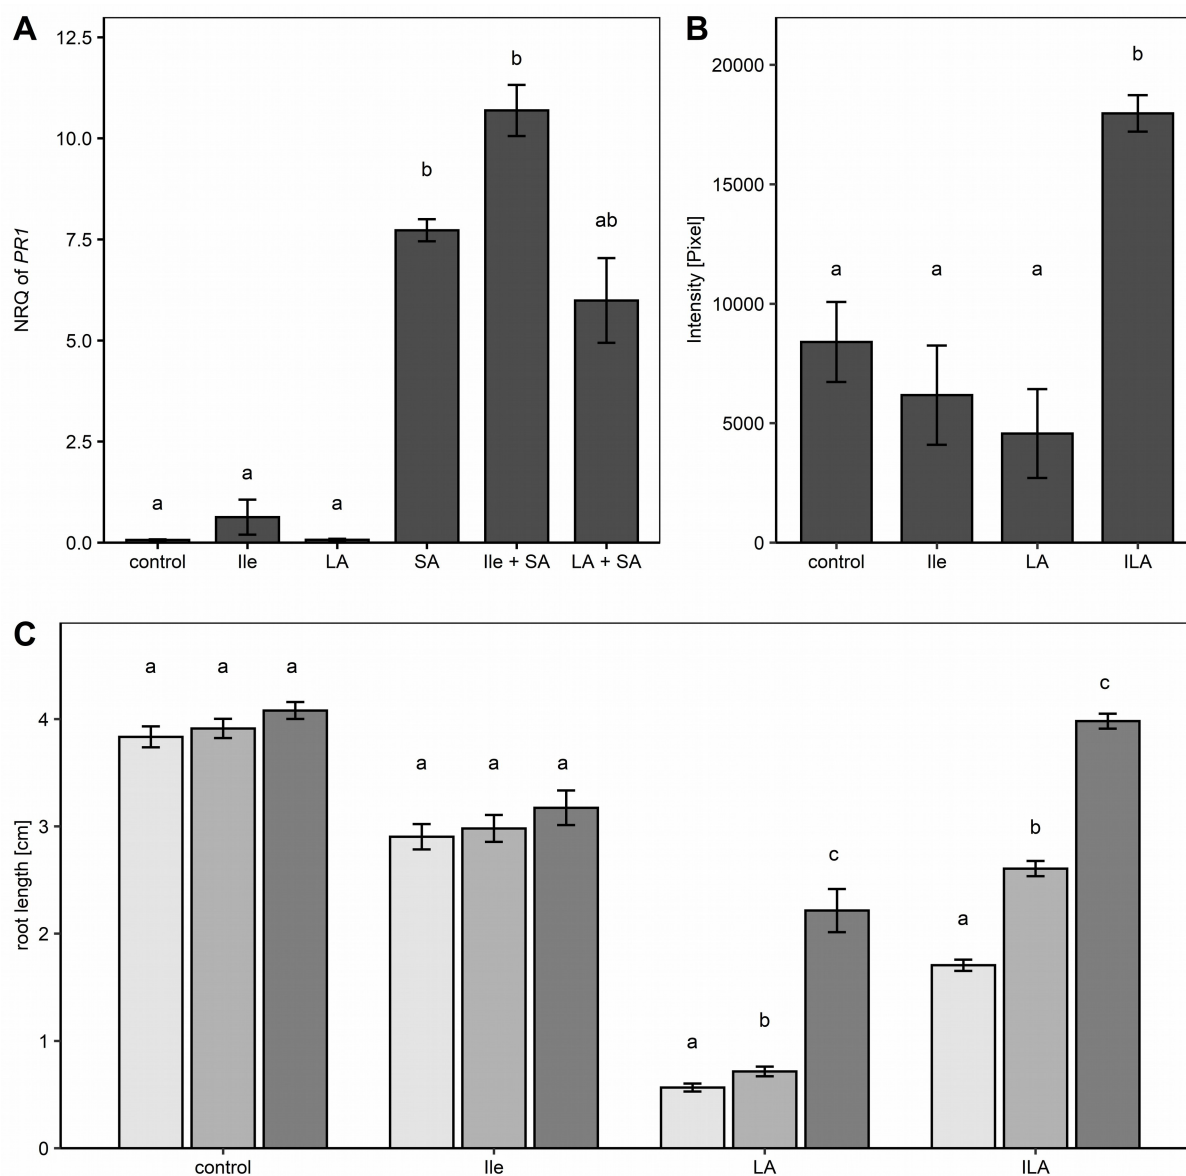 A
12.5
10.0
7.5
5.0
2.5
0.0
NRQ of PR1
a
a
a
b
b
ab
control
Ile
LA
SA
Ile + SA
LA + SA
B
20000
15000
10000
5000
0
Intensity [Pixel]
a
a
a
b
control
Ile
LA
ILA
C
4
3
2
1
0
root length [cm]
a a a
a a a
a b c
a b c
control
Ile
LA
ILA